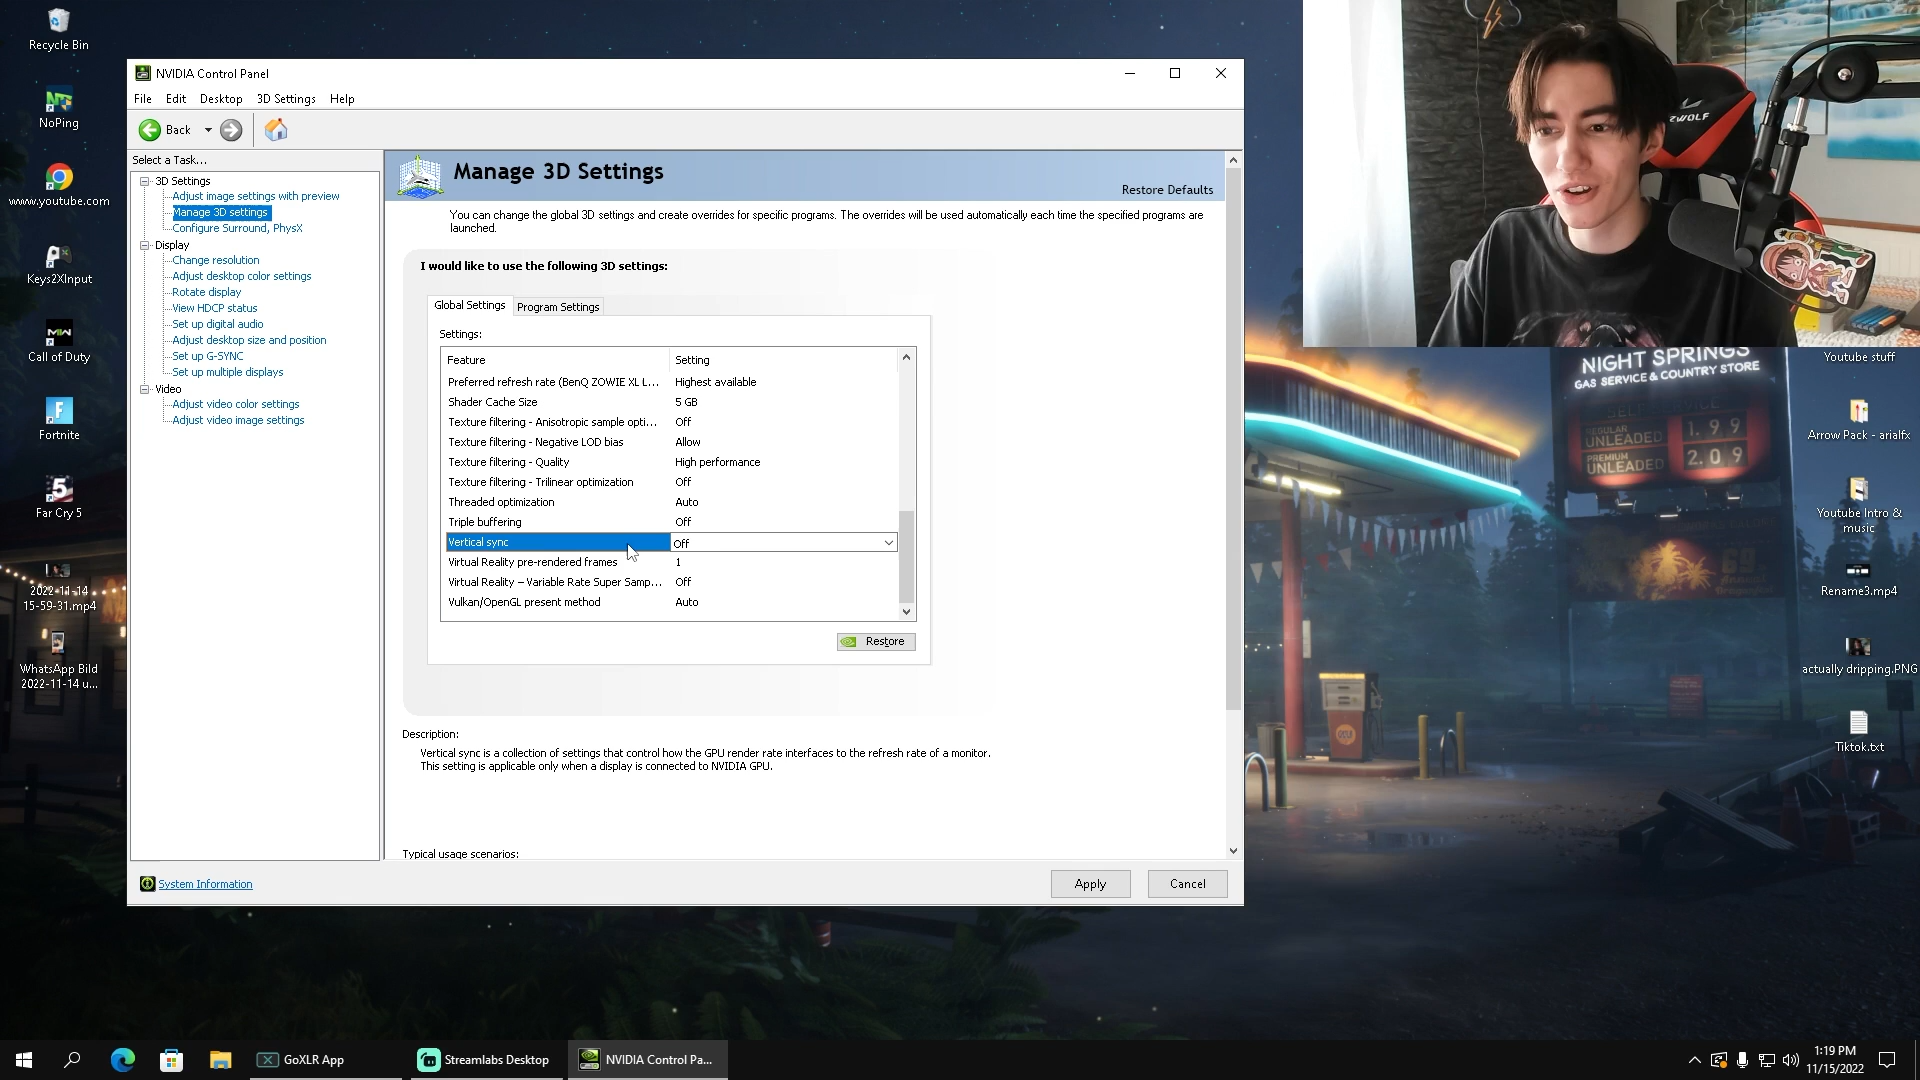 Recycle Bin
NoPing
www.youtube.com
Keys2XInput
Call of Duty
Fortnite
Far Cry 5
2022-11-14
15-59-31.mp4
WhatsApp Bild
2022-11-14 u...
NVIDIA Control Panel
File Edit Desktop 3D Settings Help
Back
Select a Task...
3D Settings
Adjust image settings with preview
Manage 3D settings
Configure Surround, PhysX
Display
Change resolution
Adjust desktop color settings
Rotate display
View HDCP status
Set up digital audio
Adjust desktop size and position
Set up G-SYNC
Set up multiple displays
Video
Adjust video color settings
Adjust video image settings
System Information
Manage 3D Settings
Restore Defaults
You can change the global 3D settings and create overrides for specific programs. The overrides will be used automatically each time the specified programs are
launched.
I would like to use the following 3D settings:
Global Settings Program Settings
Settings:
Feature Setting
Preferred refresh rate (BenQ ZOWIE XL L... Highest available
Shader Cache Size 5 GB
Texture filtering - Anisotropic sample opti... Off
Texture filtering - Negative LOD bias Allow
Texture filtering - Quality High performance
Texture filtering - Trilinear optimization Off
Threaded optimization Auto
Triple buffering Off
Vertical sync Off
Virtual Reality pre-rendered frames 1
Virtual Reality – Variable Rate Super Samp... Off
Vulkan/OpenGL present method Auto
Restore
Description:
Vertical sync is a collection of settings that control how the GPU render rate interfaces to the refresh rate of a monitor.
This setting is applicable only when a display is connected to NVIDIA GPU.
Typical usage scenarios:
Apply Cancel
ZWOLF
NIGHT SPRINGS
GAS SERVICE & COUNTRY STORE
SELF SERVICE
REGULAR
UNLEADED 1.99
PREMIUM
UNLEADED 2.09
Youtube stuff
Arrow Pack - arialfx
Youtube Intro &
music
Rename3.mp4
actually dripping.PNG
Tiktok.txt
GoXLR App
Streamlabs Desktop
NVIDIA Control Pa...
1:19 PM
11/15/2022